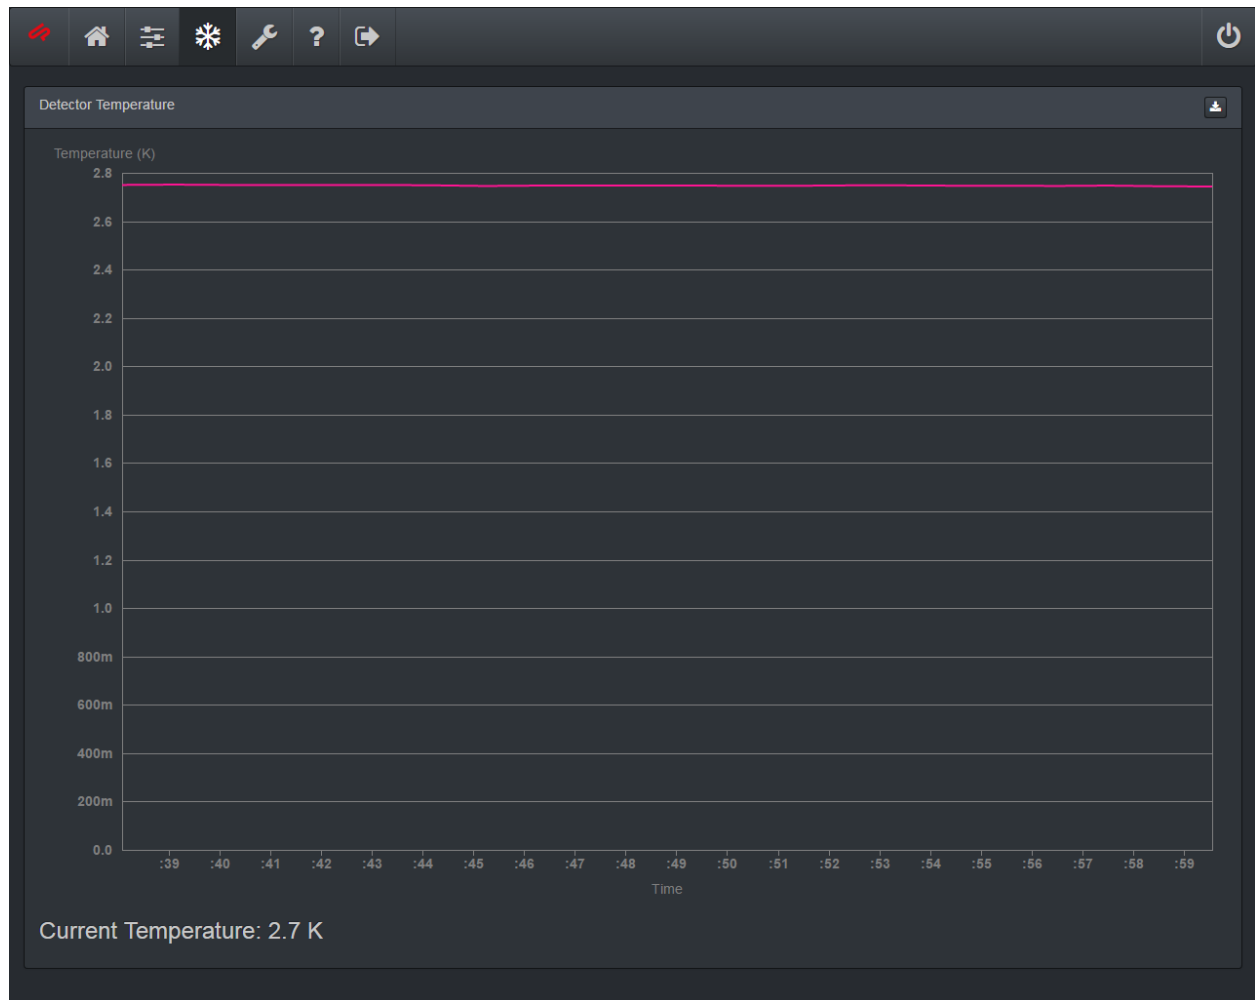 ?
Detector Temperature
Temperature (K)
2.8
2.6
2.4
2.2
2.0
1.8
1.6
1.4
1.2
1.0
800m
600m
400m
200m
0.0
:39 :40 :41 :42 :43 :44 :45 :46 :47 :48 :49 :50 :51 :52 :53 :54 :55 :56 :57 :58 :59
Time
Current Temperature: 2.7 K